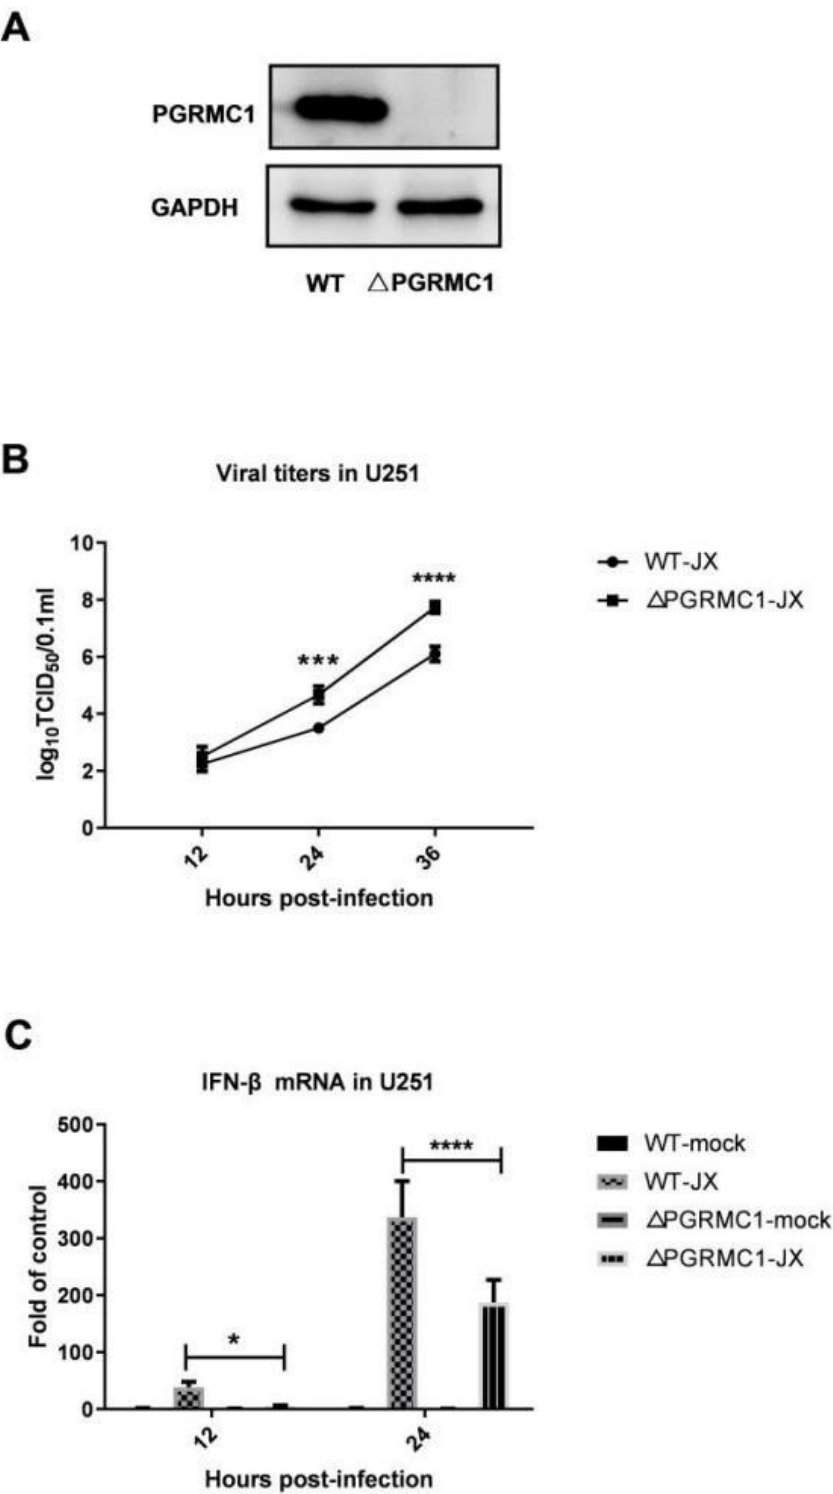 A
PGRMC1
GAPDH
WT △PGRMC1
B
Viral titers in U251
log10TCID50/0.1ml
10
8
6
4
2
0
***
****
12
24
36
Hours post-infection
WT-JX
△PGRMC1-JX
C
IFN-β mRNA in U251
Fold of control
500
400
300
200
100
0
*
****
12
24
Hours post-infection
WT-mock
WT-JX
△PGRMC1-mock
△PGRMC1-JX